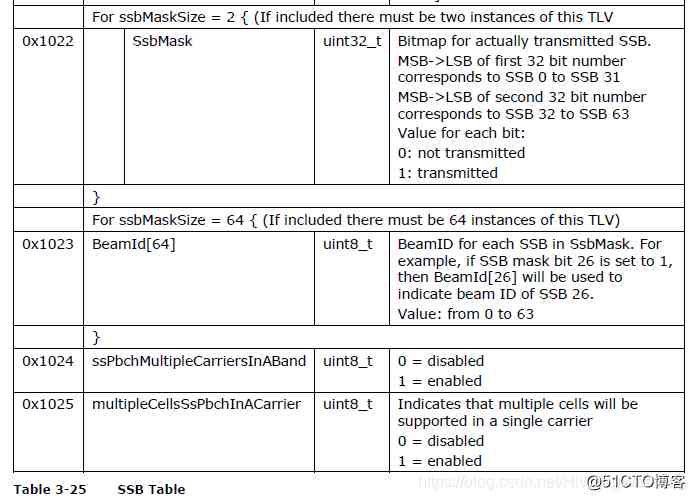 For ssbMaskSize = 2 { (If included there must be two instances of this TLV
0x1022 SsbMask uint32_t Bitmap for actually transmitted SSB.
MSB->LSB of first 32 bit number
corresponds to SSB 0 to SSB 31
MSB->LSB of second 32 bit number
corresponds to SSB 32 to SSB 63
Value for each bit:
0: not transmitted
1: transmitted
}
For ssbMaskSize = 64 { (If included there must be 64 instances of this TLV)
0x1023 BeamId[64] uint8_t BeamID for each SSB in SsbMask. For
example, if SSB mask bit 26 is set to 1,
then BeamId[26] will be used to
indicate beam ID of SSB 26.
Value: from 0 to 63
}
0x1024 ssPbchMultipleCarriersInABand uint8_t 0 = disabled
1 = enabled
0x1025 multipleCellsSsPbchInACarrier uint8_t Indicates that multiple cells will be
supported in a single carrier
0 = disabled
1 = enabled
Table 3-25 SSB Table
@51CTO博客